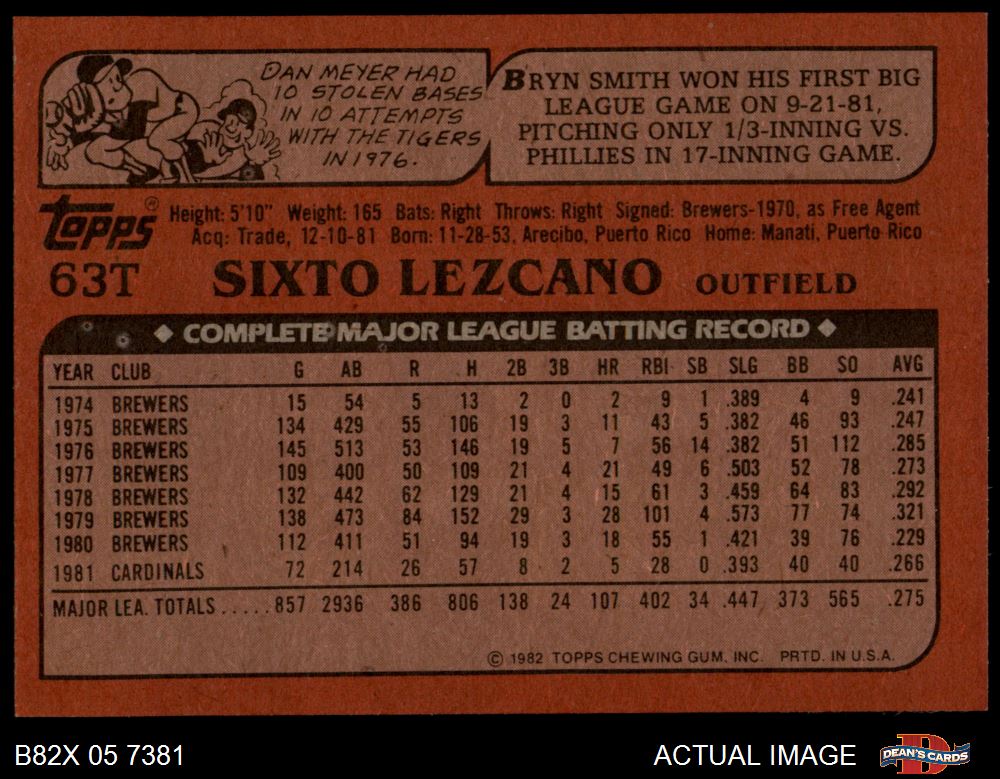 DAN MEYER HAD
10 STOLEN BASES
IN 10 ATTEMPTS
WITH THE TIGERS
IN 1976.
BRYN SMITH WON HIS FIRST BIG
LEAGUE GAME ON 9-21-81,
PITCHING ONLY 1/3-INNING VS.
PHILLIES IN 17-INNING GAME.
Topps®
Height: 5'10" Weight: 165 Bats: Right Throws: Right Signed: Brewers-1970, as Free Agent
Acq: Trade, 12-10-81 Born: 11-28-53, Arecibo, Puerto Rico Home: Manati, Puerto Rico
63T SIXTO LEZCANO OUTFIELD
◆ COMPLETE MAJOR LEAGUE BATTING RECORD ◆
YEAR CLUB G AB R H 2B 3B HR RBI SB SLG BB SO AVG
1974 BREWERS 15 54 5 13 2 0 2 9 1 .389 4 9 .241
1975 BREWERS 134 429 55 106 19 3 11 43 5 .382 46 93 .247
1976 BREWERS 145 513 53 146 19 5 7 56 14 .382 51 112 .285
1977 BREWERS 109 400 50 109 21 4 21 49 6 .503 52 78 .273
1978 BREWERS 132 442 62 129 21 4 15 61 3 .459 64 83 .292
1979 BREWERS 138 473 84 152 29 3 28 101 4 .573 77 74 .321
1980 BREWERS 112 411 51 94 19 3 18 55 1 .421 39 76 .229
1981 CARDINALS 72 214 26 57 8 2 5 28 0 .393 40 40 .266
MAJOR LEA. TOTALS .....857 2936 386 806 138 24 107 402 34 .447 373 565 .275
© 1982 TOPPS CHEWING GUM, INC. PRTD. IN U.S.A.
B82X 05 7381 ACTUAL IMAGE DEAN'S CARDS